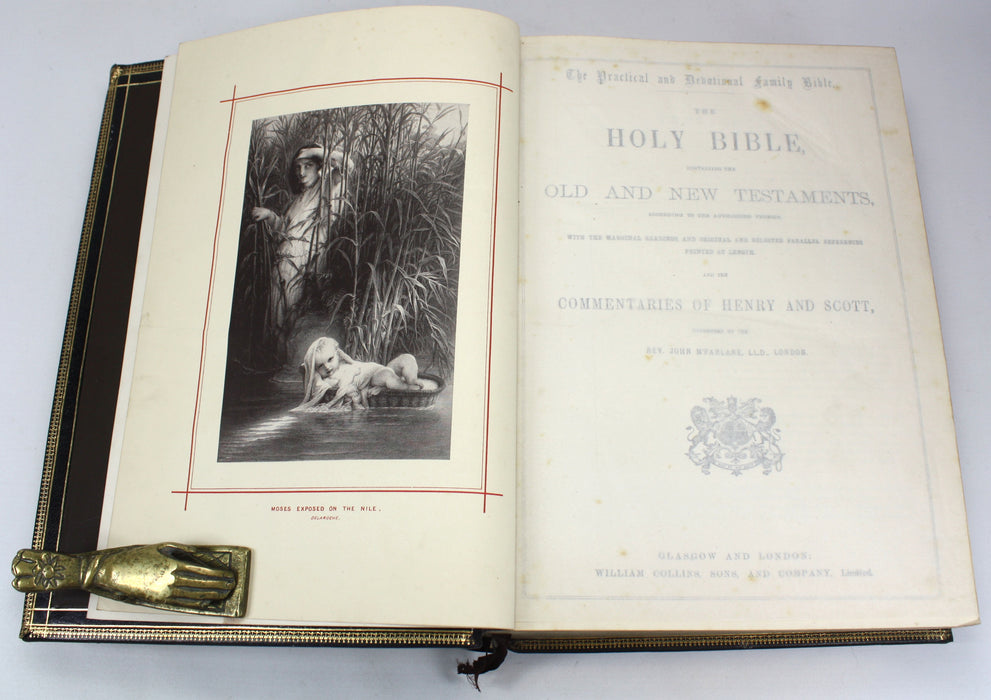 MOSES EXPOSED ON THE NILE.
DELAROCHE.
The Practical and Devotional Family Bible.
THE
HOLY BIBLE,
CONTAINING THE
OLD AND NEW TESTAMENTS,
ACCORDING TO THE AUTHORISED VERSION.
WITH THE MARGINAL READINGS AND ORIGINAL AND SELECTED PARALLEL REFERENCES
PRINTED AT LENGTH,
AND THE
COMMENTARIES OF HENRY AND SCOTT,
CONDENSED BY THE
REV. JOHN M'FARLANE, LL.D., LONDON.
GLASGOW AND LONDON:
WILLIAM COLLINS, SONS, AND COMPANY, Limited.